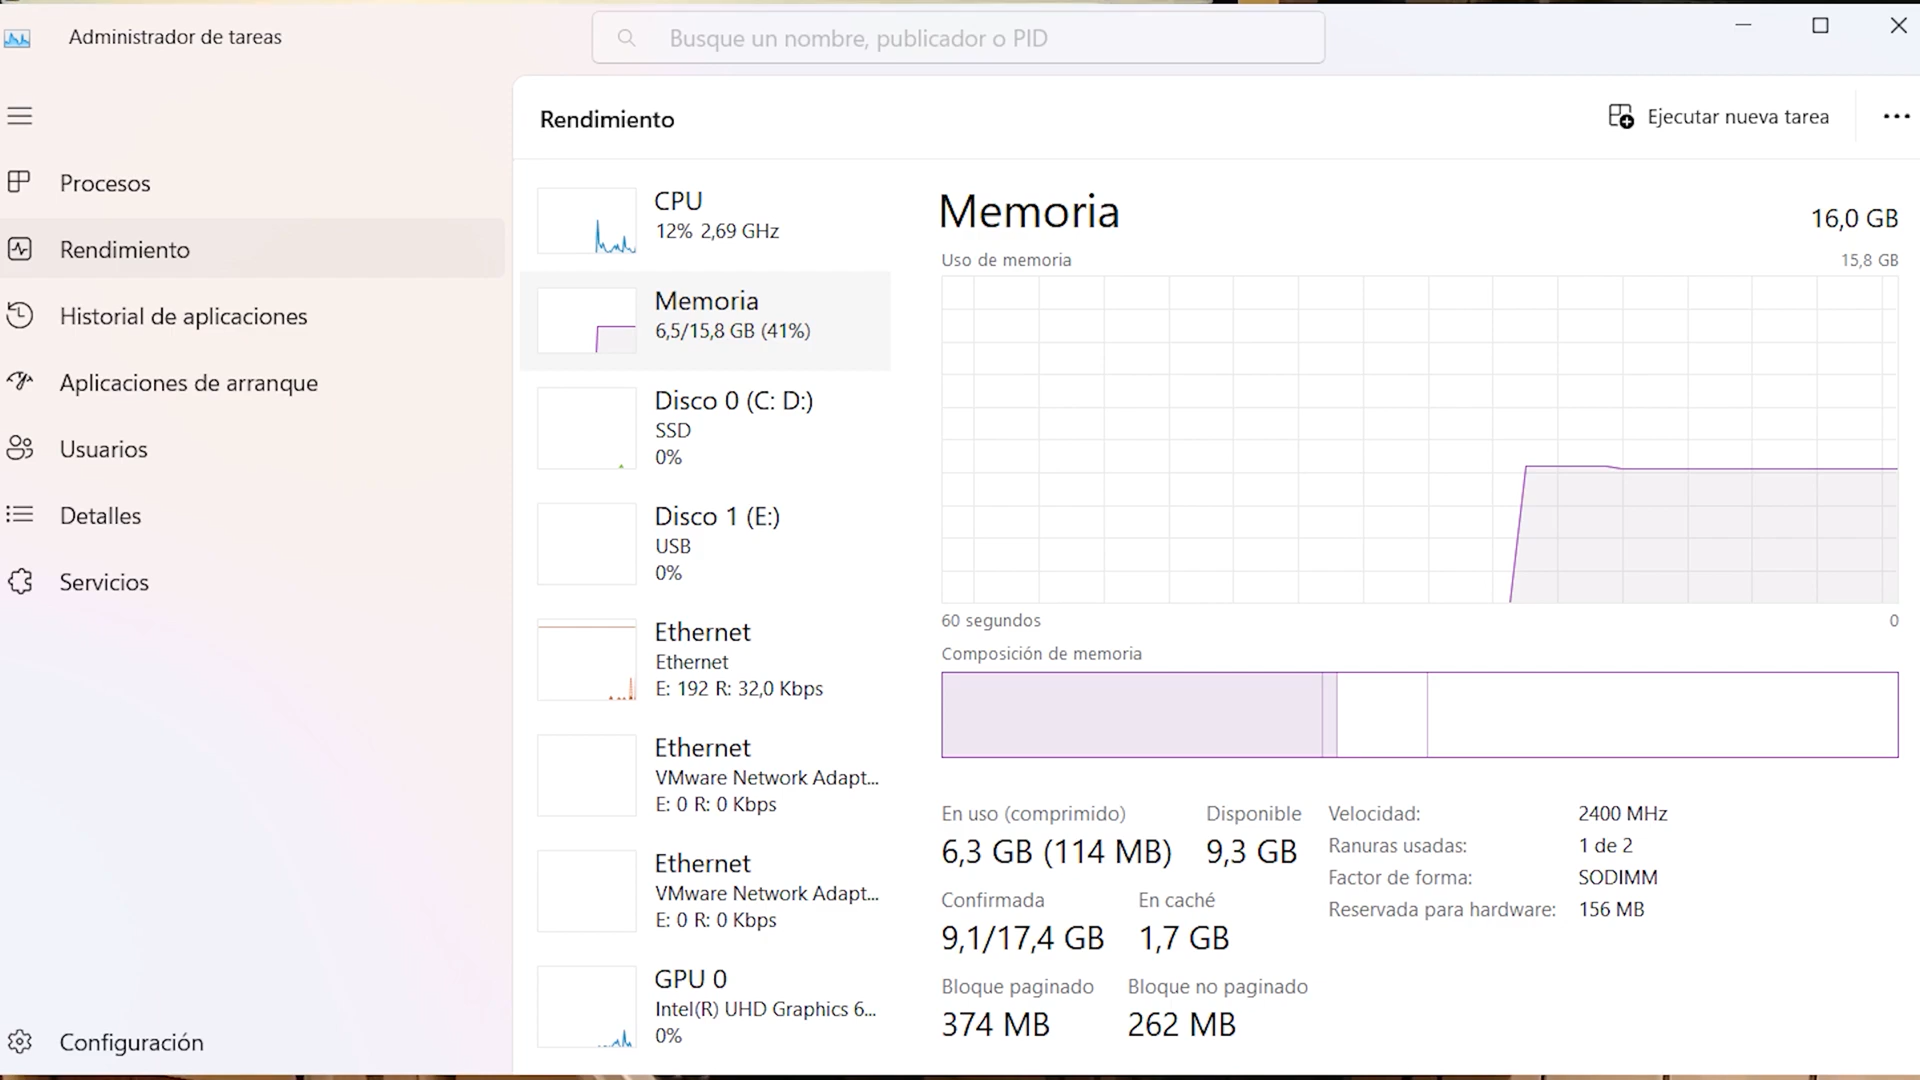 Administrador de tareas
Busque un nombre, publicador o PID
Procesos
Rendimiento
Historial de aplicaciones
Aplicaciones de arranque
Usuarios
Detalles
Servicios
Configuración
Rendimiento
Ejecutar nueva tarea
CPU
12% 2,69 GHz
Memoria
6,5/15,8 GB (41%)
Disco 0 (C: D:)
SSD
0%
Disco 1 (E:)
USB
0%
Ethernet
Ethernet
E: 192 R: 32,0 Kbps
Ethernet
VMware Network Adapt...
E: 0 R: 0 Kbps
Ethernet
VMware Network Adapt...
E: 0 R: 0 Kbps
GPU 0
Intel(R) UHD Graphics 6...
0%
Memoria
16,0 GB
Uso de memoria
15,8 GB
60 segundos
0
Composición de memoria
En uso (comprimido)
6,3 GB (114 MB)
Disponible
9,3 GB
Confirmada
9,1/17,4 GB
En caché
1,7 GB
Bloque paginado
374 MB
Bloque no paginado
262 MB
Velocidad: 2400 MHz
Ranuras usadas: 1 de 2
Factor de forma: SODIMM
Reservada para hardware: 156 MB